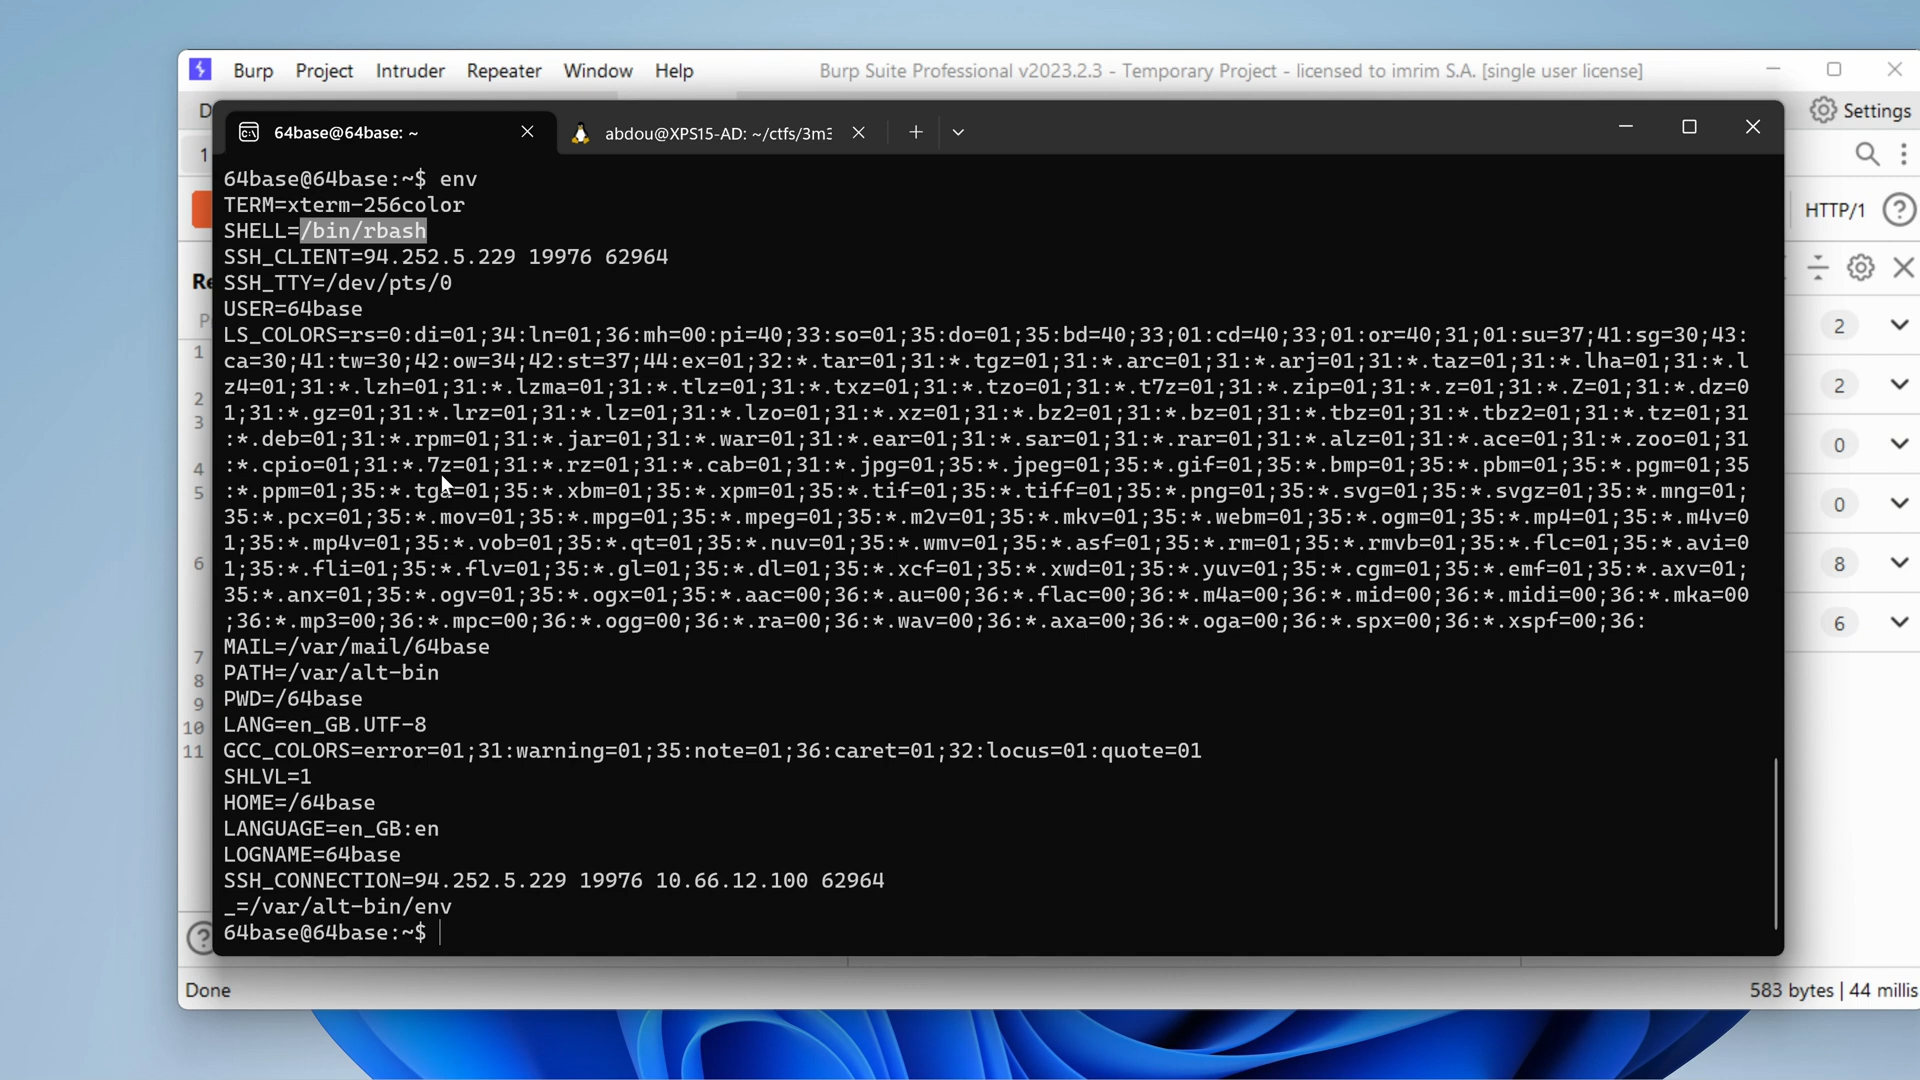 Burp Project Intruder Repeater Window Help Burp Suite Professional v2023.2.3 - Temporary Project - licensed to imrim S.A. [single user license]
D Settings
64base@64base: ~ abdou@XPS15-AD: ~/ctfs/3m3
1
HTTP/1
64base@64base:~$ env
TERM=xterm-256color
SHELL=/bin/rbash
SSH_CLIENT=94.252.5.229 19976 62964
SSH_TTY=/dev/pts/0
USER=64base
LS_COLORS=rs=0:di=01;34:ln=01;36:mh=00:pi=40;33:so=01;35:do=01;35:bd=40;33;01:cd=40;33;01:or=40;31;01:su=37;41:sg=30;43:
ca=30;41:tw=30;42:ow=34;42:st=37;44:ex=01;32:*.tar=01;31:*.tgz=01;31:*.arc=01;31:*.arj=01;31:*.taz=01;31:*.lha=01;31:*.l
z4=01;31:*.lzh=01;31:*.lzma=01;31:*.tlz=01;31:*.txz=01;31:*.tzo=01;31:*.t7z=01;31:*.zip=01;31:*.z=01;31:*.Z=01;31:*.dz=0
1;31:*.gz=01;31:*.lrz=01;31:*.lz=01;31:*.lzo=01;31:*.xz=01;31:*.bz2=01;31:*.bz=01;31:*.tbz=01;31:*.tbz2=01;31:*.tz=01;31
:*.deb=01;31:*.rpm=01;31:*.jar=01;31:*.war=01;31:*.ear=01;31:*.sar=01;31:*.rar=01;31:*.alz=01;31:*.ace=01;31:*.zoo=01;31
:*.cpio=01;31:*.7z=01;31:*.rz=01;31:*.cab=01;31:*.jpg=01;35:*.jpeg=01;35:*.gif=01;35:*.bmp=01;35:*.pbm=01;35:*.pgm=01;35
:*.ppm=01;35:*.tga=01;35:*.xbm=01;35:*.xpm=01;35:*.tif=01;35:*.tiff=01;35:*.png=01;35:*.svg=01;35:*.svgz=01;35:*.mng=01;
35:*.pcx=01;35:*.mov=01;35:*.mpg=01;35:*.mpeg=01;35:*.m2v=01;35:*.mkv=01;35:*.webm=01;35:*.ogm=01;35:*.mp4=01;35:*.m4v=0
1;35:*.mp4v=01;35:*.vob=01;35:*.qt=01;35:*.nuv=01;35:*.wmv=01;35:*.asf=01;35:*.rm=01;35:*.rmvb=01;35:*.flc=01;35:*.avi=0
1;35:*.fli=01;35:*.flv=01;35:*.gl=01;35:*.dl=01;35:*.xcf=01;35:*.xwd=01;35:*.yuv=01;35:*.cgm=01;35:*.emf=01;35:*.axv=01;
35:*.anx=01;35:*.ogv=01;35:*.ogx=01;35:*.aac=00;36:*.au=00;36:*.flac=00;36:*.m4a=00;36:*.mid=00;36:*.midi=00;36:*.mka=00
;36:*.mp3=00;36:*.mpc=00;36:*.ogg=00;36:*.ra=00;36:*.wav=00;36:*.axa=00;36:*.oga=00;36:*.spx=00;36:*.xspf=00;36:
MAIL=/var/mail/64base
PATH=/var/alt-bin
PWD=/64base
LANG=en_GB.UTF-8
GCC_COLORS=error=01;31:warning=01;35:note=01;36:caret=01;32:locus=01:quote=01
SHLVL=1
HOME=/64base
LANGUAGE=en_GB:en
LOGNAME=64base
SSH_CONNECTION=94.252.5.229 19976 10.66.12.100 62964
_=/var/alt-bin/env
64base@64base:~$
Re
P
1
2
3
4
5
6
7
8
9
10
11
2
2
0
0
8
6
Done 583 bytes | 44 millis